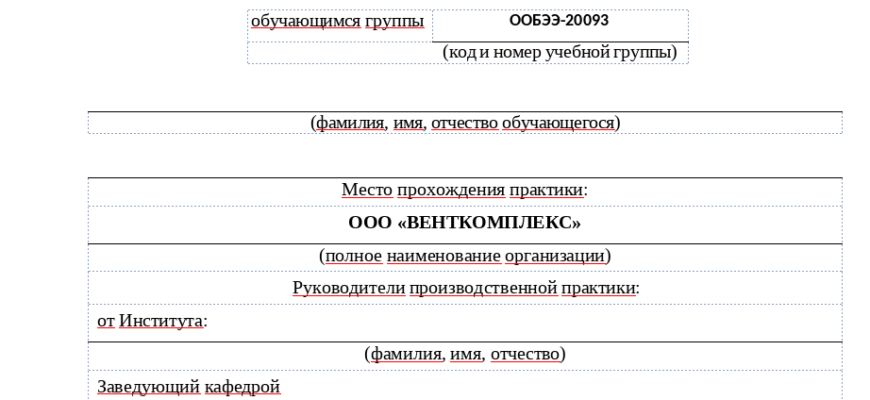 обучающимся группы ООБЭЭ-20093
(код и номер учебной группы)
(фамилия, имя, отчество обучающегося)
Место прохождения практики:
ООО «ВЕНТКОМПЛЕКС»
(полное наименование организации)
Руководители производственной практики:
от Института:
(фамилия, имя, отчество)
Заведующий кафедрой